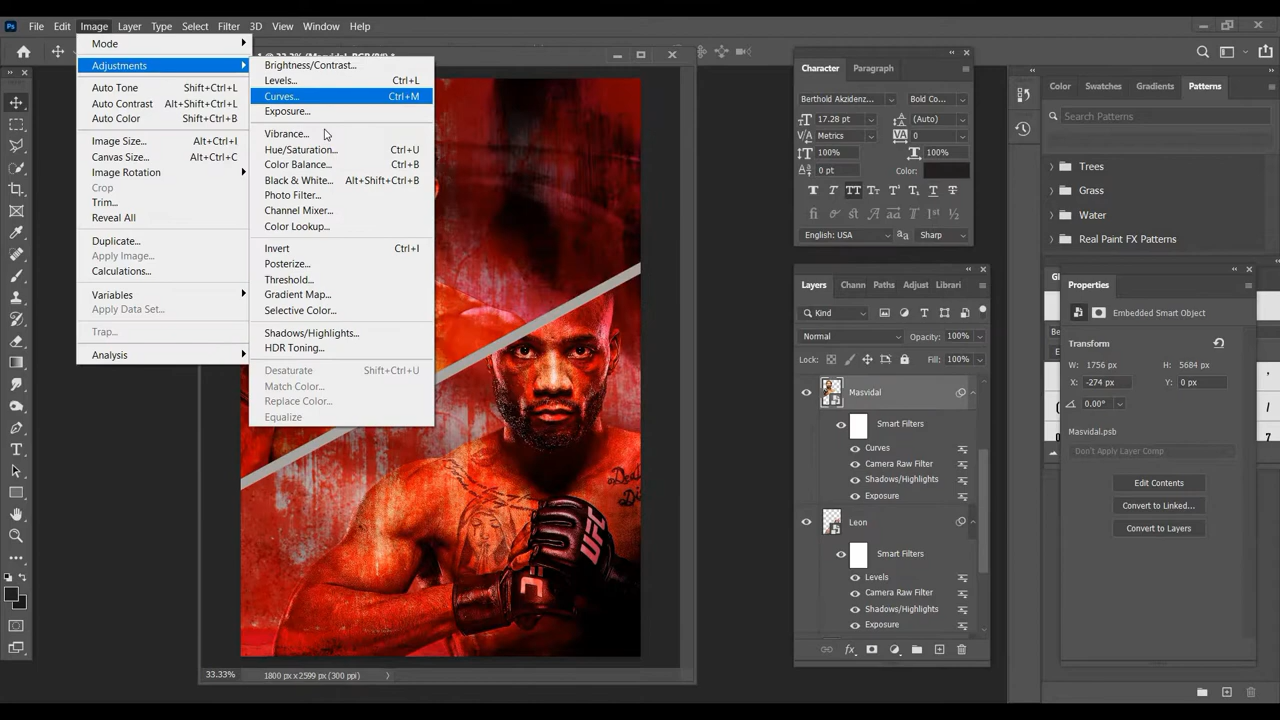 Ps File Edit Image Layer Type Select Filter 3D View Window Help
Mode
Adjustments
Auto Tone Shift+Ctrl+L
Auto Contrast Alt+Shift+Ctrl+L
Auto Color Shift+Ctrl+B
Image Size... Alt+Ctrl+I
Canvas Size... Alt+Ctrl+C
Image Rotation
Crop
Trim...
Reveal All
Duplicate...
Apply Image...
Calculations...
Variables
Apply Data Set...
Trap...
Analysis
Brightness/Contrast...
Levels... Ctrl+L
Curves... Ctrl+M
Exposure...
Vibrance...
Hue/Saturation... Ctrl+U
Color Balance... Ctrl+B
Black & White... Alt+Shift+Ctrl+B
Photo Filter...
Channel Mixer...
Color Lookup...
Invert Ctrl+I
Posterize...
Threshold...
Gradient Map...
Selective Color...
Shadows/Highlights...
HDR Toning...
Desaturate Shift+Ctrl+U
Match Color...
Replace Color...
Equalize
UFC
33.33% 1800 px x 2599 px (300 ppi)
Character Paragraph
Berthold Akzidenz... Bold Co...
17.28 pt (Auto)
Metrics 0
100% 100%
0 pt Color:
English: USA Sharp
Layers Chann Paths Adjust Librari
Kind
Normal Opacity: 100%
Lock: Fill: 100%
Masvidal
Smart Filters
Curves
Camera Raw Filter
Shadows/Highlights
Exposure
Leon
Smart Filters
Levels
Camera Raw Filter
Shadows/Highlights
Exposure
Color Swatches Gradients Patterns
Search Patterns
Trees
Grass
Water
Real Paint FX Patterns
Properties
Embedded Smart Object
Transform
W: 1756 px H: 5684 px
X: -274 px Y: 0 px
0.00°
Masvidal.psb
Don't Apply Layer Comp
Edit Contents
Convert to Linked...
Convert to Layers